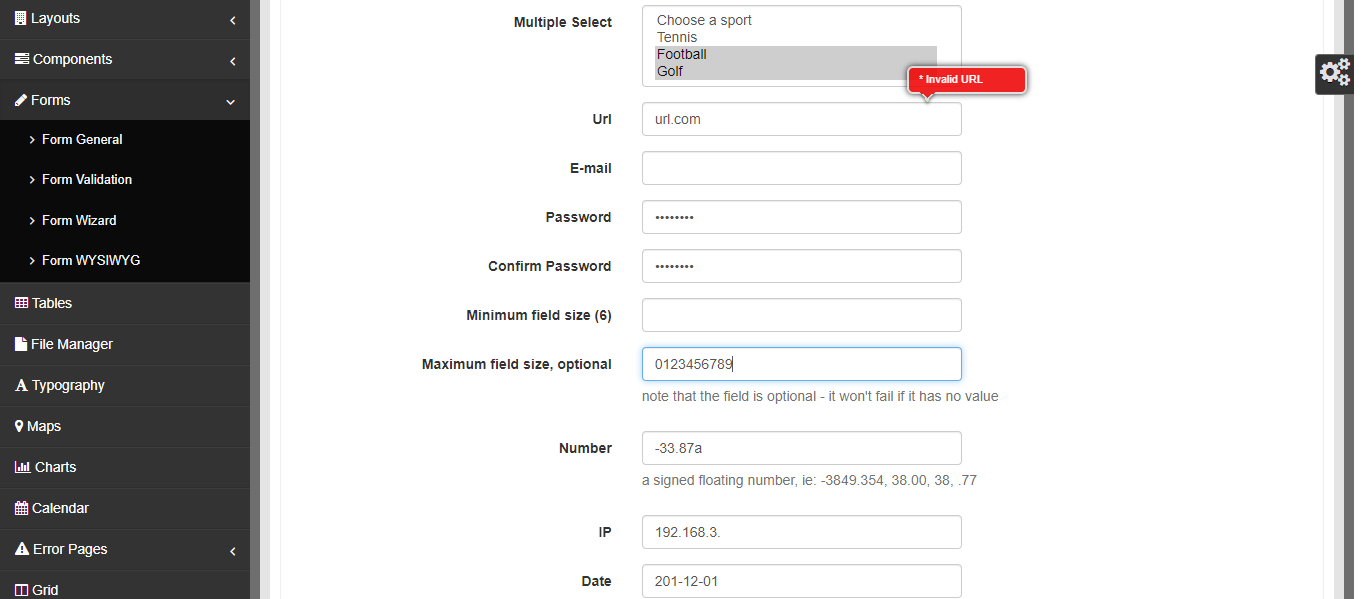 Layouts
Components
Forms
Form General
Form Validation
Form Wizard
Form WYSIWYG
Tables
File Manager
Typography
Maps
Charts
Calendar
Error Pages
Grid
Multiple Select
Choose a sport
Tennis
Football
Golf
* Invalid URL
Url
url.com
E-mail
Password
••••••••
Confirm Password
••••••••
Minimum field size (6)
Maximum field size, optional
0123456789
note that the field is optional - it won't fail if it has no value
Number
-33.87a
a signed floating number, ie: -3849.354, 38.00, 38, .77
IP
192.168.3.
Date
201-12-01